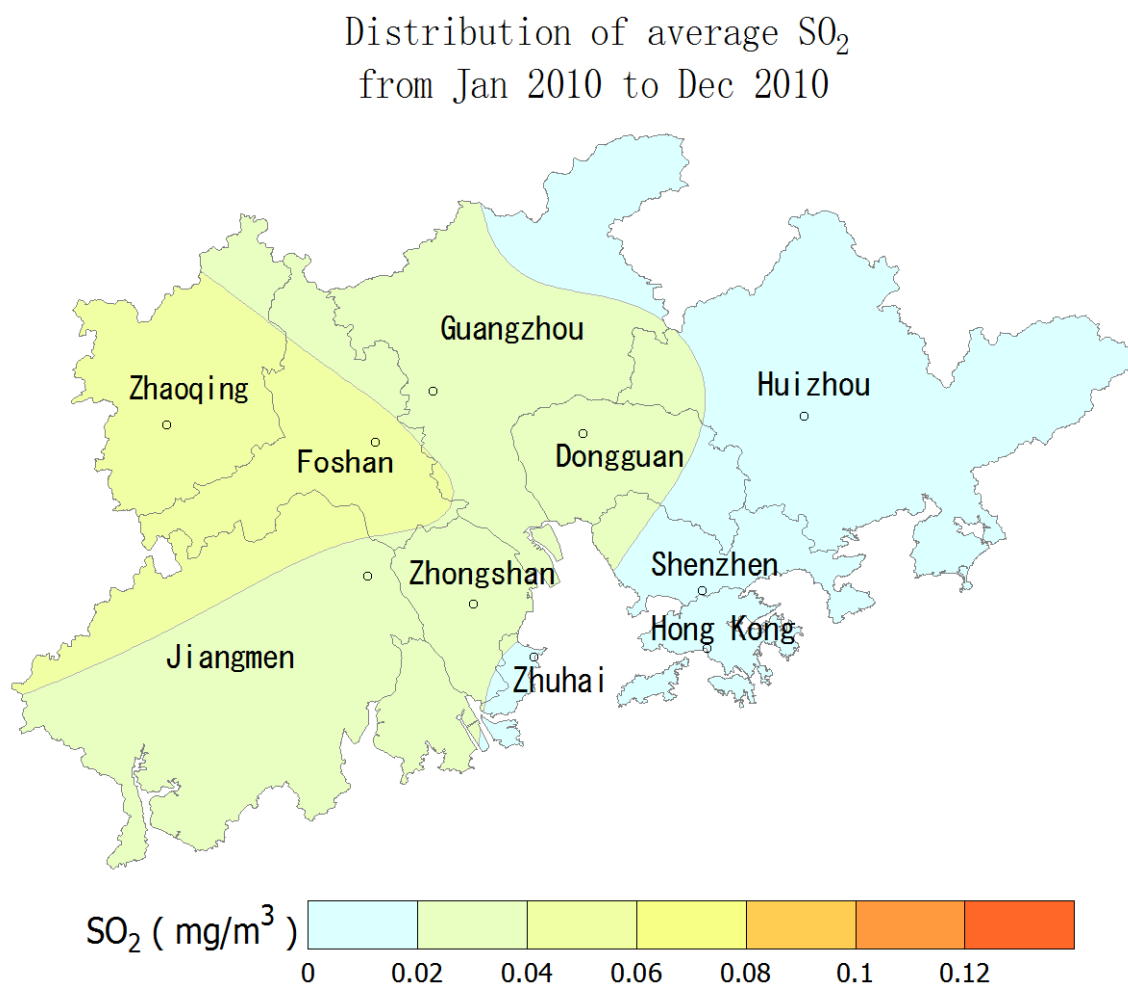 Distribution of average SO₂
from Jan 2010 to Dec 2010
Guangzhou
Zhaoqing
Huizhou
Foshan
Dongguan
Zhongshan
Shenzhen
Hong Kong
Jiangmen
Zhuhai
SO₂ ( mg/m³ )
0 0.02 0.04 0.06 0.08 0.1 0.12